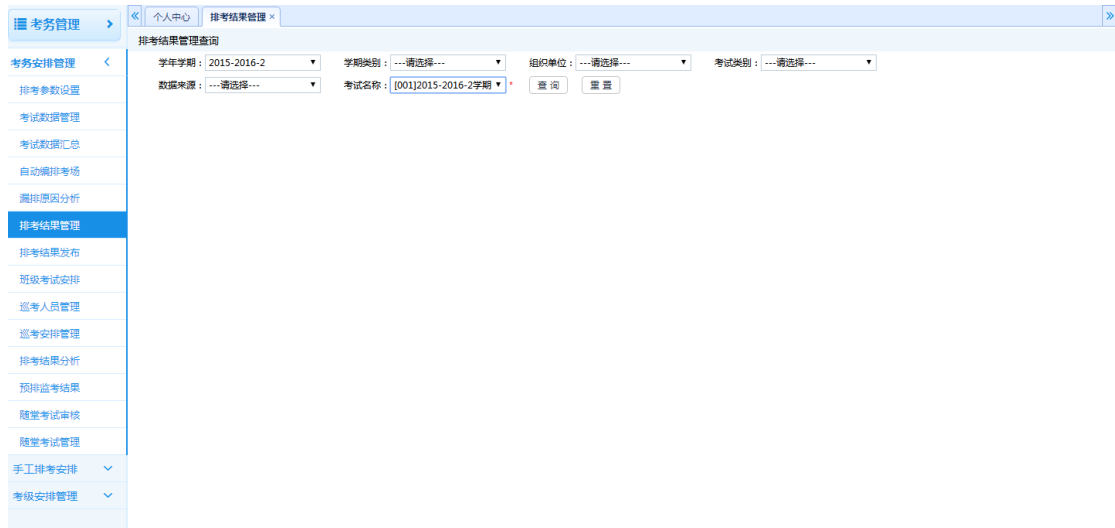 考务管理
个人中心 排考结果管理 ×
排考结果管理查询
学年学期：2015-2016-2 学期类别：---请选择--- 组织单位：---请选择--- 考试类别：---请选择---
数据来源：---请选择--- 考试名称：[001]2015-2016-2学期 * 查 询 重 置
考务安排管理
排考参数设置
考试数据管理
考试数据汇总
自动编排考场
漏排原因分析
排考结果管理
排考结果发布
班级考试安排
巡考人员管理
巡考安排管理
排考结果分析
预排监考结果
随堂考试审核
随堂考试管理
手工排考安排
考级安排管理